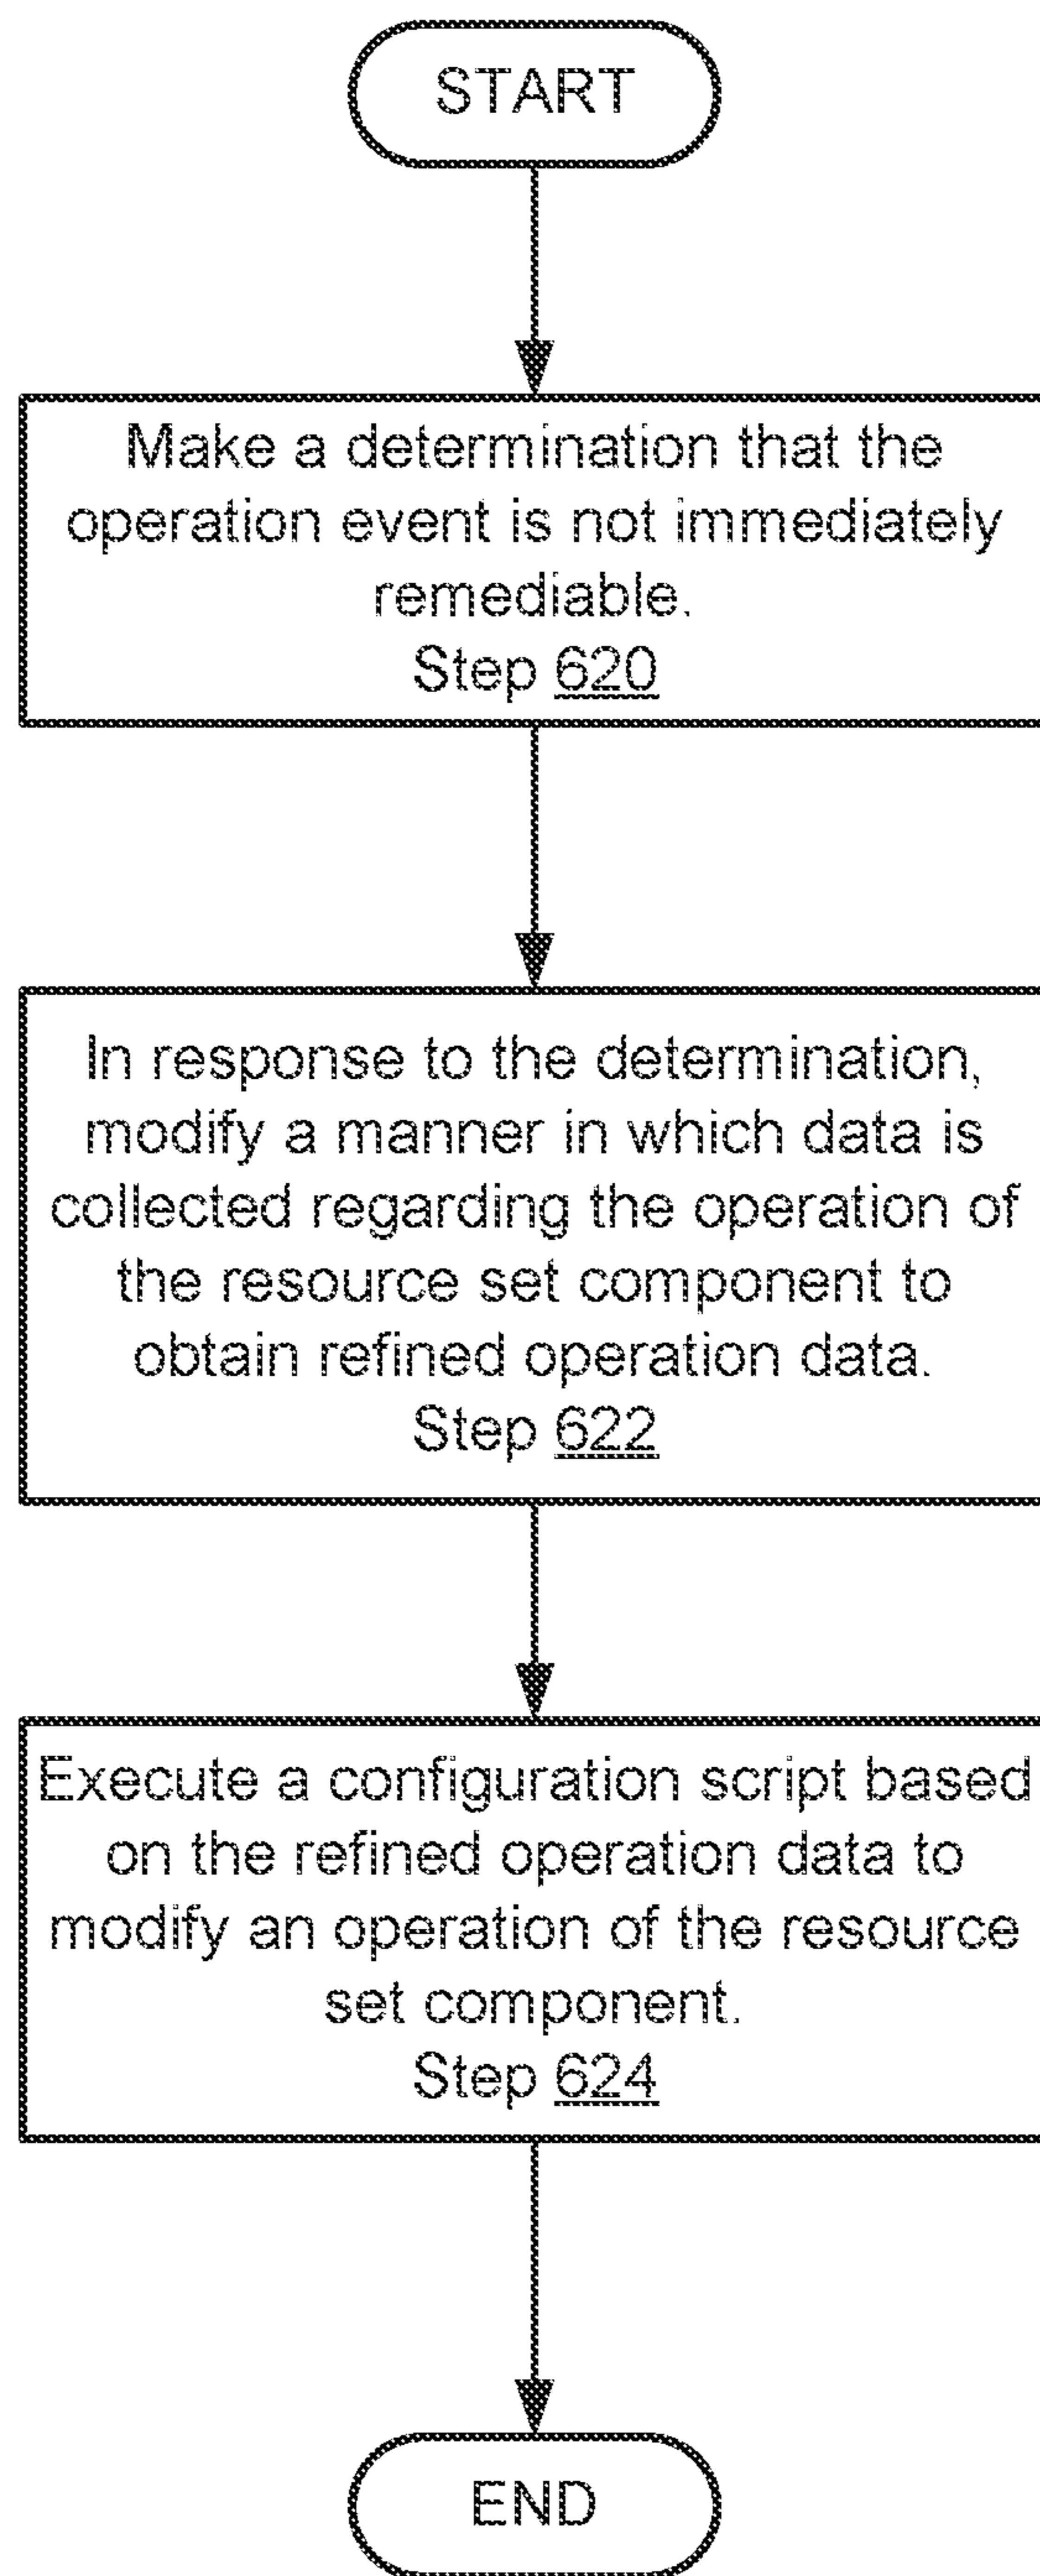 START
Make a determination that the
operation event is not immediately
remediable.
Step 620
In response to the determination,
modify a manner in which data is
collected regarding the operation of
the resource set component to
obtain refined operation data.
Step 622
Execute a configuration script based
on the refined operation data to
modify an operation of the resource
set component.
Step 624
END